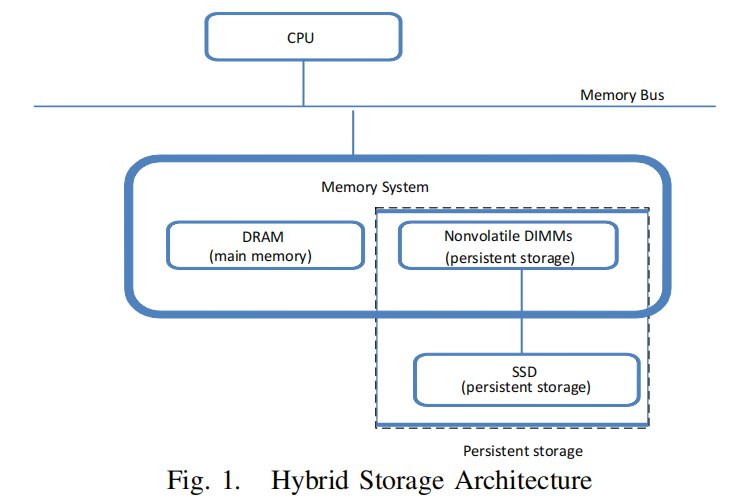 CPU
Memory Bus
Memory System
DRAM
(main memory)
Nonvolatile DIMMs
(persistent storage)
SSD
(persistent storage)
Persistent storage
Fig. 1. Hybrid Storage Architecture